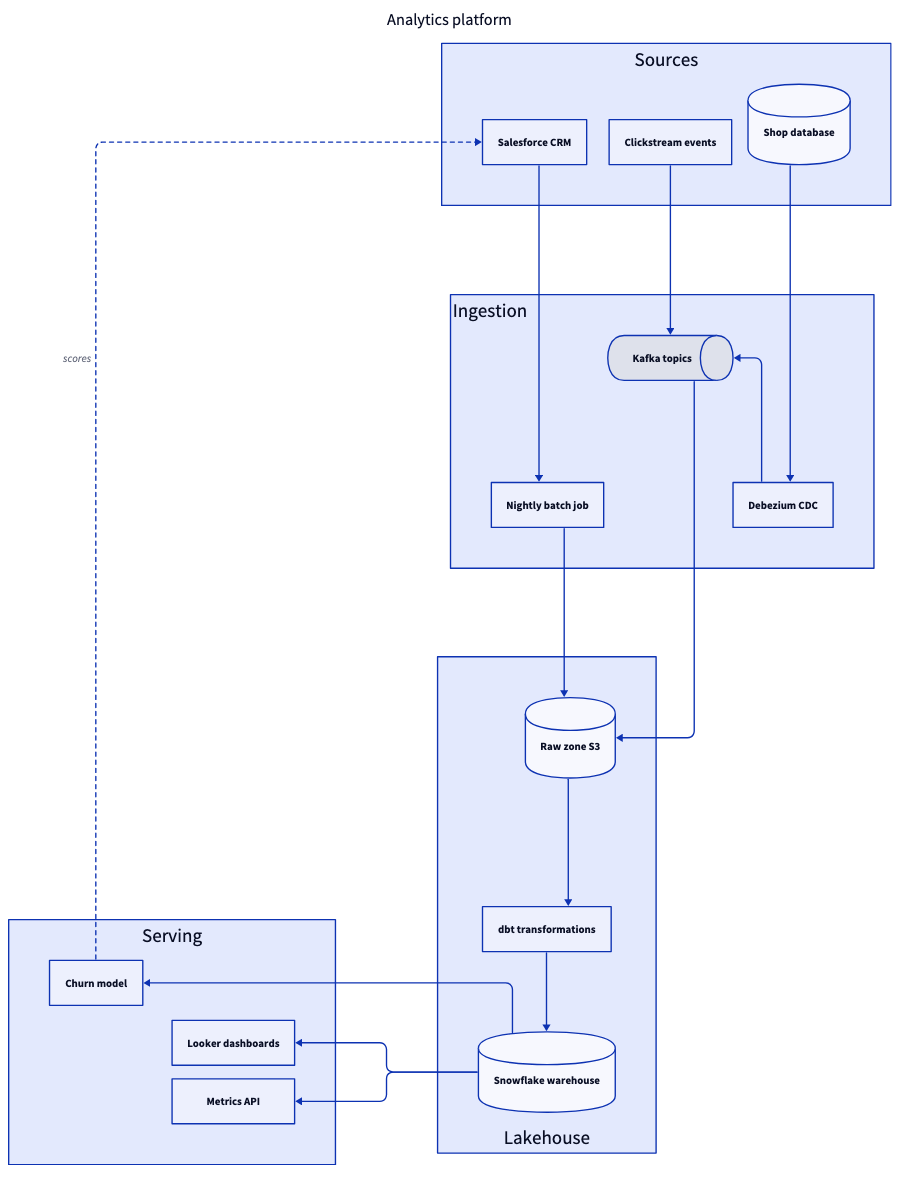 Analytics platform
Sources
Salesforce CRM
Clickstream events
Shop database
scores
Ingestion
Kafka topics
Nightly batch job
Debezium CDC
Raw zone S3
dbt transformations
Serving
Churn model
Looker dashboards
Metrics API
Snowflake warehouse
Lakehouse